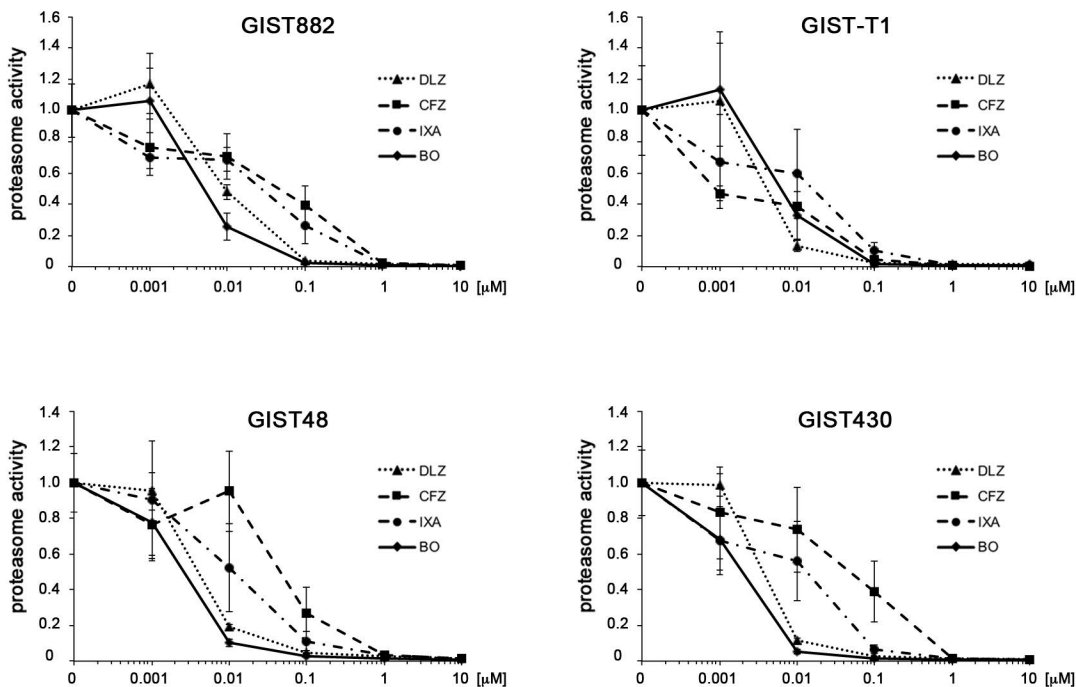 GIST882
proteasome activity
1.6
1.4
1.2
1.0
0.8
0.6
0.4
0.2
0
DLZ
CFZ
IXA
BO
0 0.001 0.01 0.1 1 10 [µM]
GIST-T1
proteasome activity
1.6
1.4
1.2
1.0
0.8
0.6
0.4
0.2
0
DLZ
CFZ
IXA
BO
0 0.001 0.01 0.1 1 10 [µM]
GIST48
proteasome activity
1.4
1.2
1.0
0.8
0.6
0.4
0.2
0
DLZ
CFZ
IXA
BO
0 0.001 0.01 0.1 1 10 [µM]
GIST430
proteasome activity
1.4
1.2
1.0
0.8
0.6
0.4
0.2
0
DLZ
CFZ
IXA
BO
0 0.001 0.01 0.1 1 10 [µM]